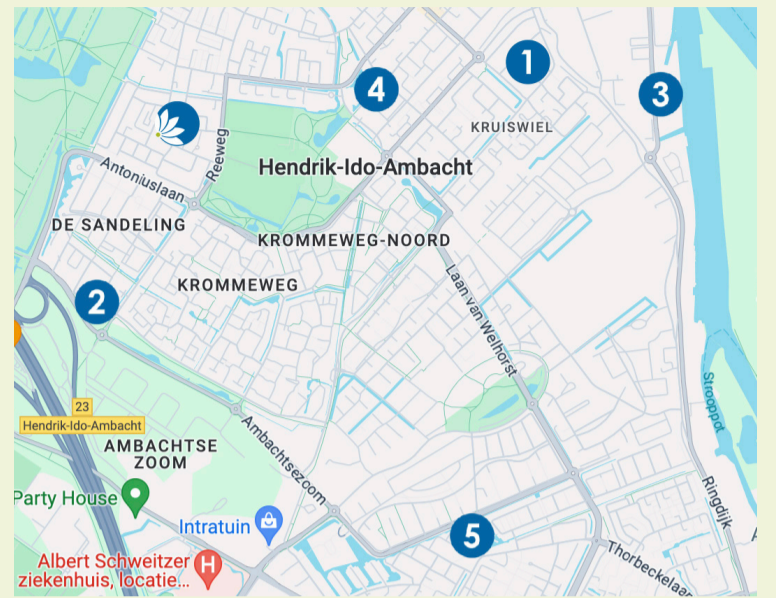 1
4
3
KRUISWIEL
Reeweg
Hendrik-Ido-Ambacht
Antoniuslaan
DE SANDELING
KROMMEWEG-NOORD
KROMMEWEG
2
Laan van Welhorst
Strooppot
23
Hendrik-Ido-Ambacht
AMBACHTSE
ZOOM
Ambachtsezoom
Party House
Ringdijk
Intratuin
5
Albert Schweitzer
ziekenhuis, locatie...
H
Thorbeckelaan